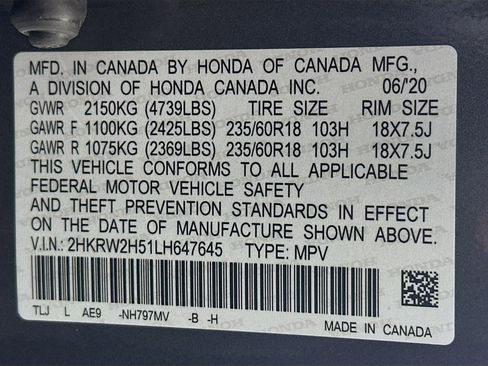 MFD. IN CANADA BY HONDA OF CANADA MFG.,
A DIVISION OF HONDA CANADA INC. 06/'20
GVWR 2150KG (4739LBS) TIRE SIZE RIM SIZE
GAWR F 1100KG (2425LBS) 235/60R18 103H 18X7.5J
GAWR R 1075KG (2369LBS) 235/60R18 103H 18X7.5J
THIS VEHICLE CONFORMS TO ALL APPLICABLE
FEDERAL MOTOR VEHICLE SAFETY
AND THEFT PREVENTION STANDARDS IN EFFECT
ON THE DATE OF MANUFACTURE SHOWN ABOVE.
V.I.N.: 2HKRW2H51LH647645 TYPE: MPV
TLJ L AE9 -NH797MV -B -H
MADE IN CANADA